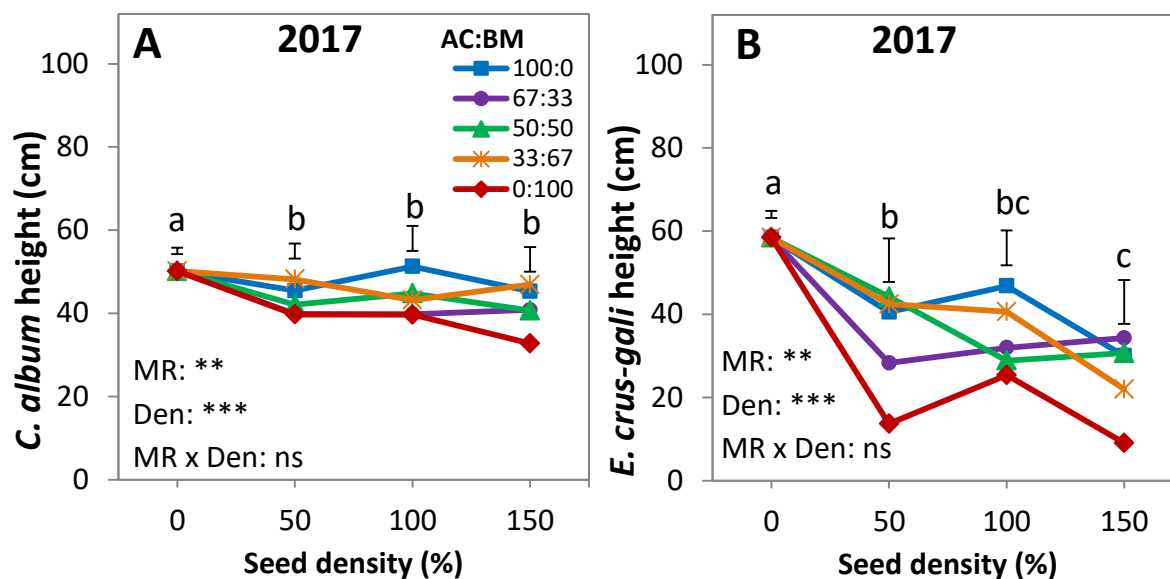 A
2017
AC:BM
100:0
67:33
50:50
33:67
0:100
C. album height (cm)
100
80
60
40
20
0
a
b
b
b
MR: **
Den: ***
MR x Den: ns
0
50
100
150
Seed density (%)
B
2017
E. crus-gali height (cm)
100
80
60
40
20
0
a
b
bc
c
MR: **
Den: ***
MR x Den: ns
0
50
100
150
Seed density (%)